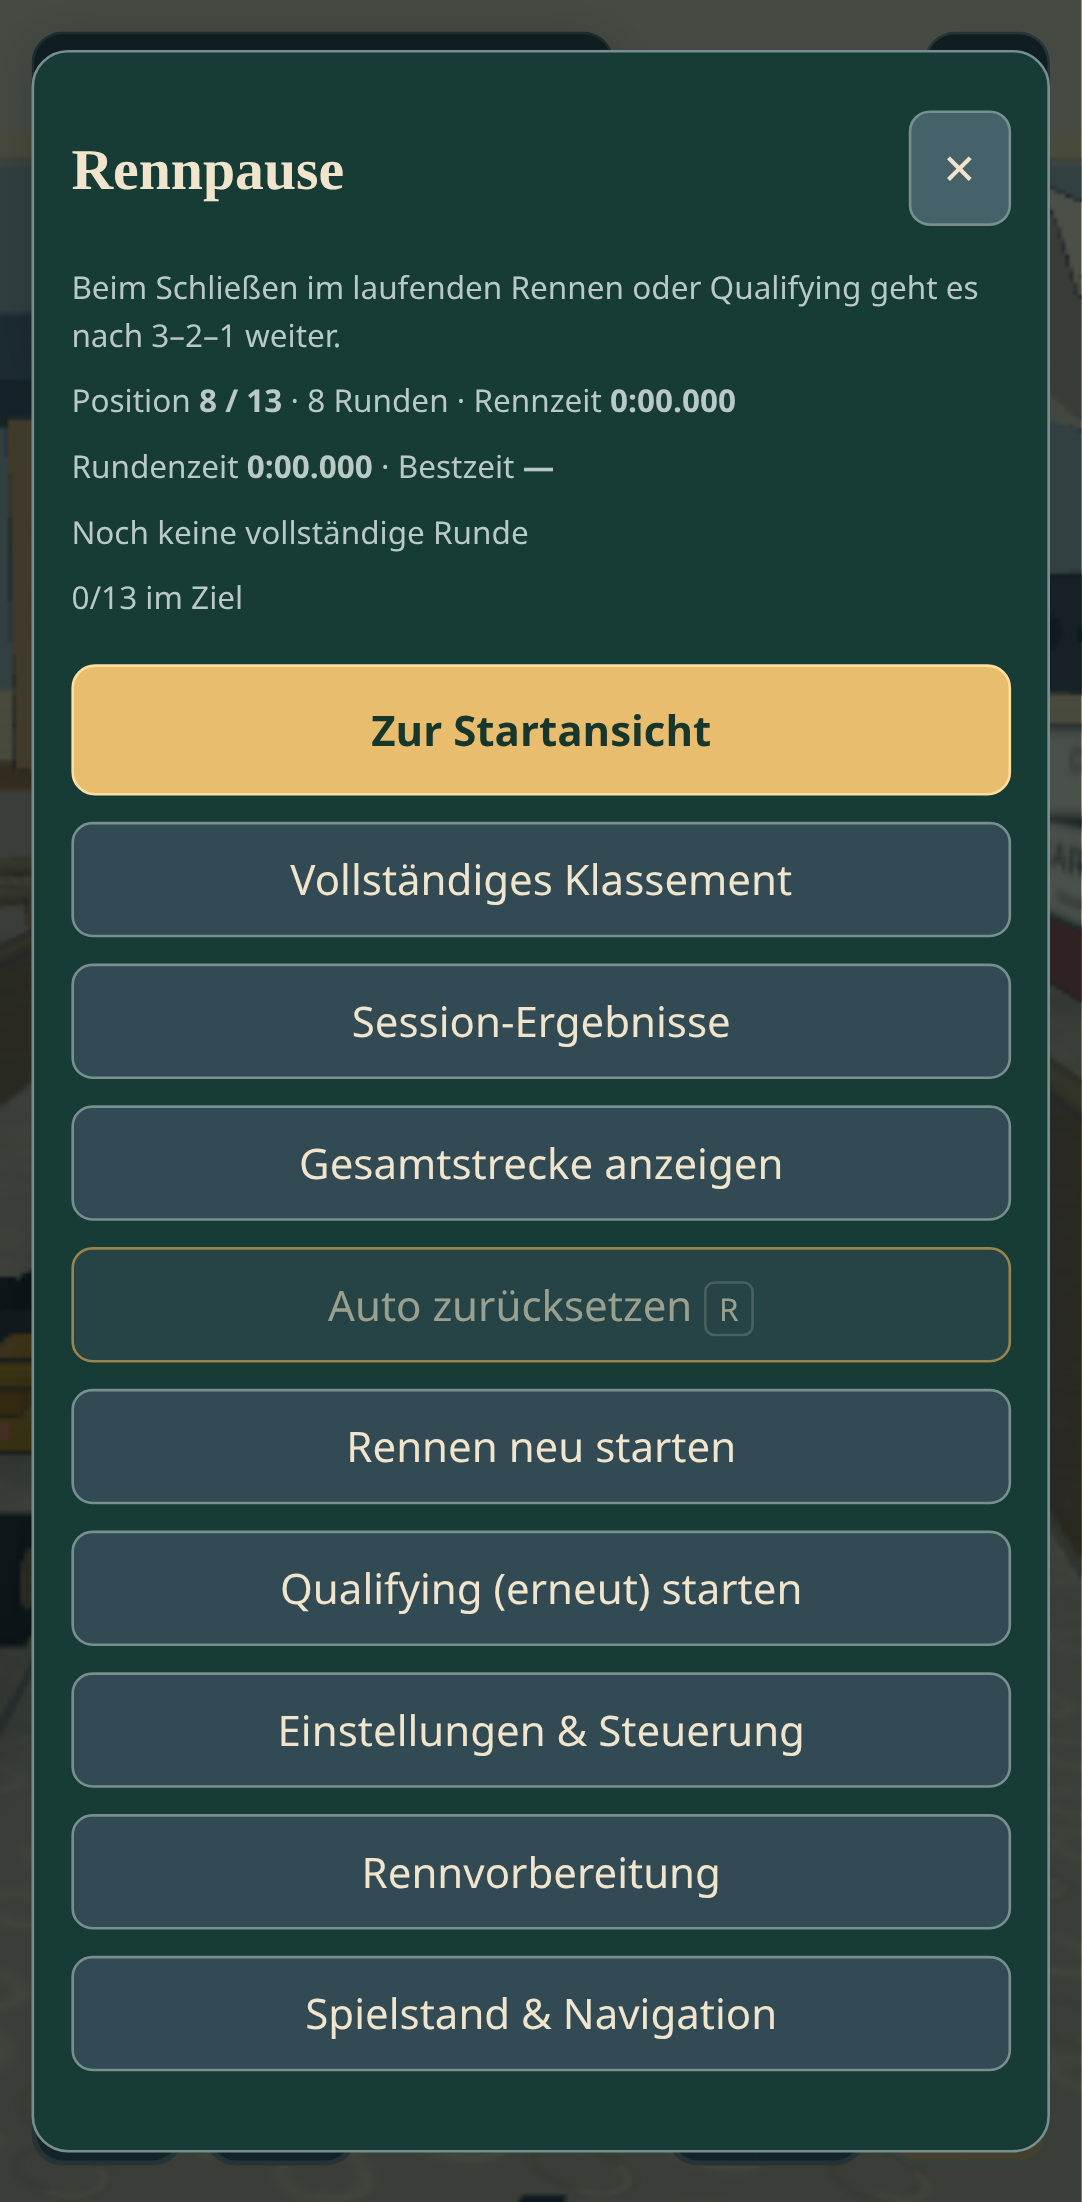 Rennpause
×
Beim Schließen im laufenden Rennen oder Qualifying geht es
nach 3–2–1 weiter.
Position 8 / 13 · 8 Runden · Rennzeit 0:00.000
Rundenzeit 0:00.000 · Bestzeit —
Noch keine vollständige Runde
0/13 im Ziel
Zur Startansicht
Vollständiges Klassement
Session-Ergebnisse
Gesamtstrecke anzeigen
Auto zurücksetzen R
Rennen neu starten
Qualifying (erneut) starten
Einstellungen & Steuerung
Rennvorbereitung
Spielstand & Navigation